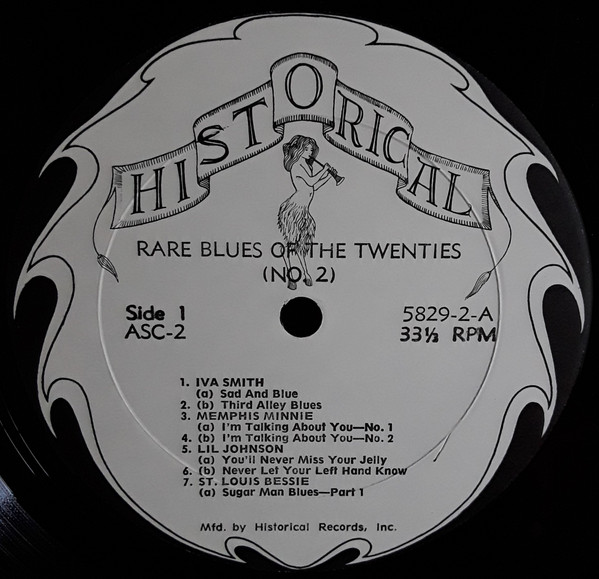 HISTORICAL
RARE BLUES OF THE TWENTIES
(NO. 2)
Side 1
ASC-2
5829-2-A
33⅓ RPM
1. IVA SMITH
(a) Sad And Blue
2. (b) Third Alley Blues
3. MEMPHIS MINNIE
(a) I'm Talking About You—No. 1
4. (b) I'm Talking About You—No. 2
5. LIL JOHNSON
(a) You'll Never Miss Your Jelly
6. (b) Never Let Your Left Hand Know
7. ST. LOUIS BESSIE
(a) Sugar Man Blues—Part 1
Mfd. by Historical Records, Inc.